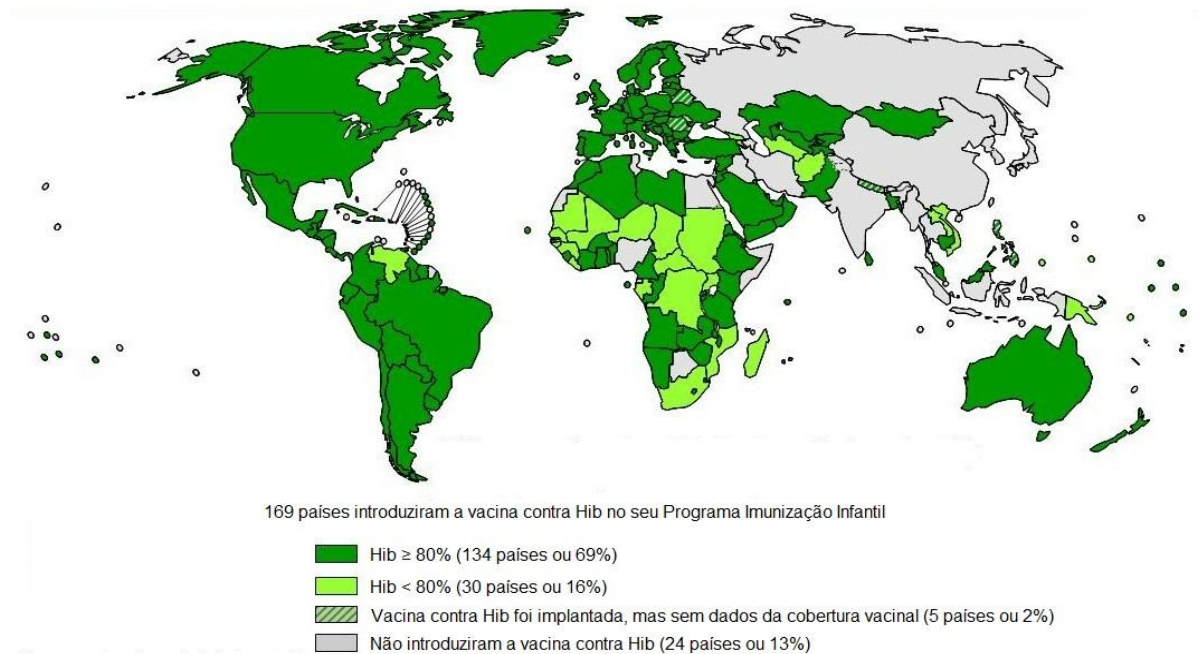 169 países introduziram a vacina contra Hib no seu Programa Imunização Infantil
Hib ≥ 80% (134 países ou 69%)
Hib < 80% (30 países ou 16%)
Vacina contra Hib foi implantada, mas sem dados da cobertura vacinal (5 países ou 2%)
Não introduziram a vacina contra Hib (24 países ou 13%)